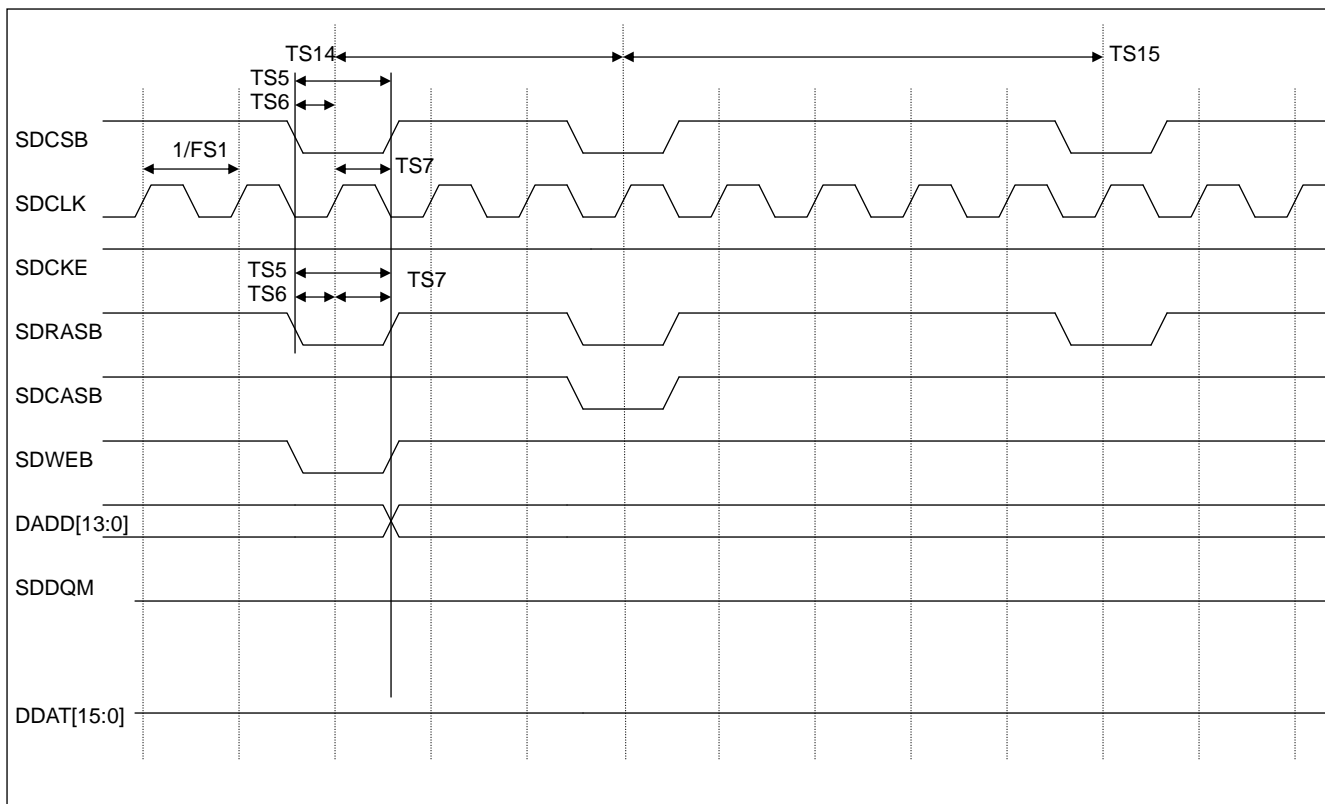 TS14
TS15
TS5
TS6
SDCSB
1/FS1
TS7
SDCLK
SDCKE
TS5
TS7
TS6
SDRASB
SDCASB
SDWEB
DADD[13:0]
SDDQM
DDAT[15:0]